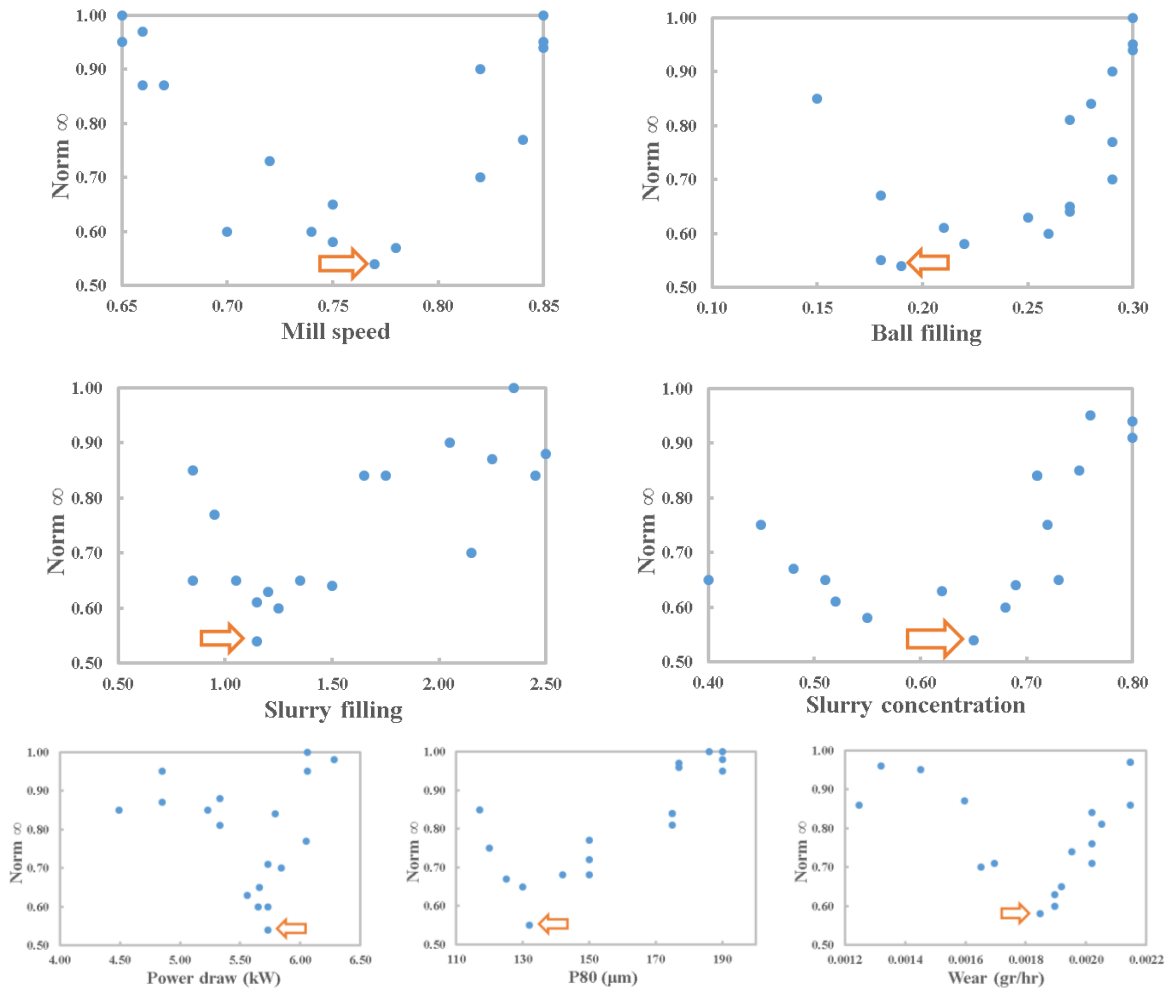 1.00
0.90
0.80
0.70
0.60
0.50
Norm ∞
0.65 0.70 0.75 0.80 0.85
Mill speed
1.00
0.90
0.80
0.70
0.60
0.50
Norm ∞
0.10 0.15 0.20 0.25 0.30
Ball filling
1.00
0.90
0.80
0.70
0.60
0.50
Norm ∞
0.50 1.00 1.50 2.00 2.50
Slurry filling
1.00
0.90
0.80
0.70
0.60
0.50
Norm ∞
0.40 0.50 0.60 0.70 0.80
Slurry concentration
1.00
0.90
0.80
0.70
0.60
0.50
Norm ∞
4.00 4.50 5.00 5.50 6.00 6.50
Power draw (kW)
1.00
0.90
0.80
0.70
0.60
0.50
Norm ∞
110 130 150 170 190
P80 (µm)
1.00
0.90
0.80
0.70
0.60
0.50
Norm ∞
0.0012 0.0014 0.0016 0.0018 0.0020 0.0022
Wear (gr/hr)